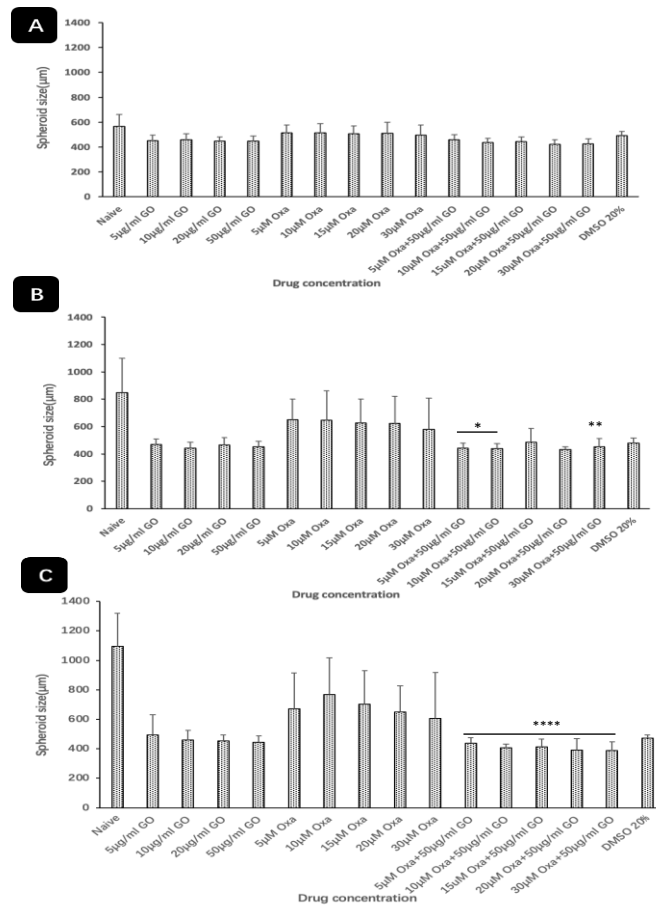 A
1400
1200
1000
800
600
400
200
0
Spheroid size(µm)
Naive
5µg/ml GO
10µg/ml GO
20µg/ml GO
50µg/ml GO
5µM Oxa
10µM Oxa
15µM Oxa
20µM Oxa
30µM Oxa
5µM Oxa+50µg/ml GO
10µM Oxa+50µg/ml GO
15uM Oxa+50µg/ml GO
20µM Oxa+50µg/ml GO
30µM Oxa+50µg/ml GO
DMSO 20%
Drug concentration
B
1400
1200
1000
800
600
400
200
0
Spheroid size(µm)
*
**
Naive
5µg/ml GO
10µg/ml GO
20µg/ml GO
50µg/ml GO
5µM Oxa
10µM Oxa
15µM Oxa
20µM Oxa
30µM Oxa
5µM Oxa+50µg/ml GO
10µM Oxa+50µg/ml GO
15uM Oxa+50µg/ml GO
20µM Oxa+50µg/ml GO
30µM Oxa+50µg/ml GO
DMSO 20%
Drug concentration
C
1400
1200
1000
800
600
400
200
0
Spheroid size(µm)
****
Naive
5µg/ml GO
10µg/ml GO
20µg/ml GO
50µg/ml GO
5µM Oxa
10µM Oxa
15µM Oxa
20µM Oxa
30µM Oxa
5µM Oxa+50µg/ml GO
10µM Oxa+50µg/ml GO
15uM Oxa+50µg/ml GO
20µM Oxa+50µg/ml GO
30µM Oxa+50µg/ml GO
DMSO 20%
Drug concentration